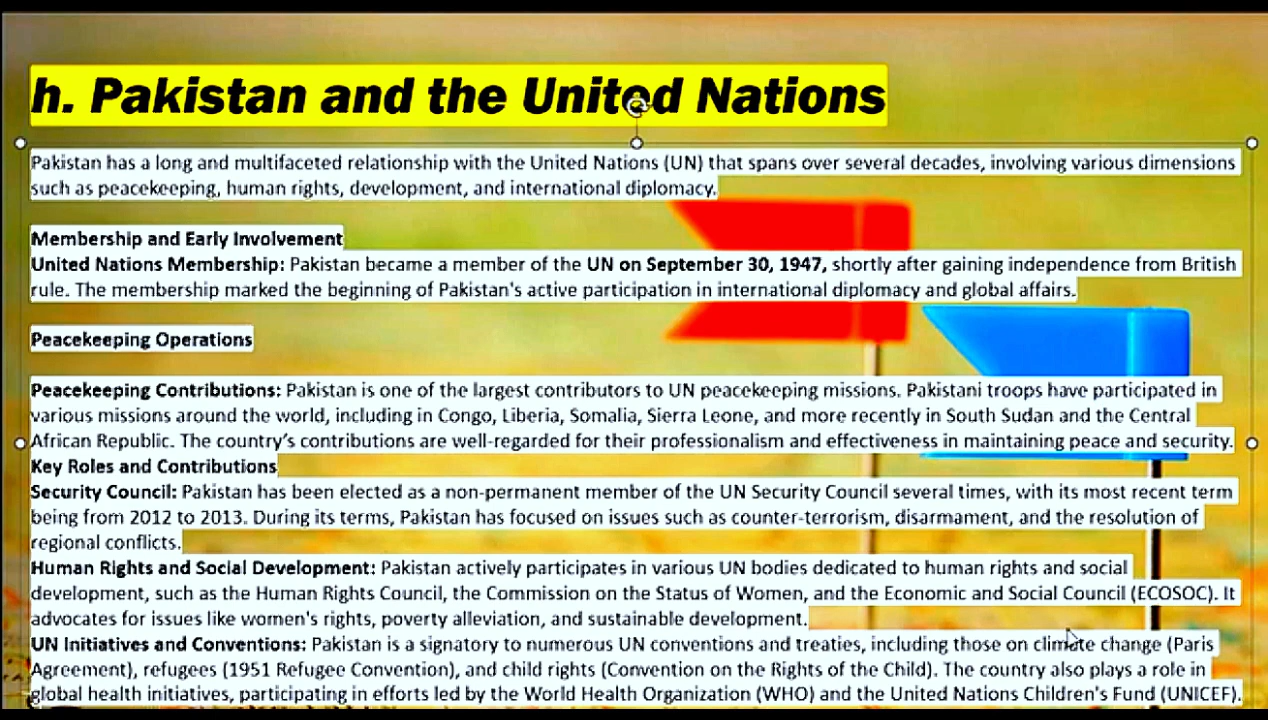 h. Pakistan and the United Nations
Pakistan has a long and multifaceted relationship with the United Nations (UN) that spans over several decades, involving various dimensions
such as peacekeeping, human rights, development, and international diplomacy.
Membership and Early Involvement
United Nations Membership: Pakistan became a member of the UN on September 30, 1947, shortly after gaining independence from British
rule. The membership marked the beginning of Pakistan's active participation in international diplomacy and global affairs.
Peacekeeping Operations
Peacekeeping Contributions: Pakistan is one of the largest contributors to UN peacekeeping missions. Pakistani troops have participated in
various missions around the world, including in Congo, Liberia, Somalia, Sierra Leone, and more recently in South Sudan and the Central
African Republic. The country’s contributions are well-regarded for their professionalism and effectiveness in maintaining peace and security.
Key Roles and Contributions
Security Council: Pakistan has been elected as a non-permanent member of the UN Security Council several times, with its most recent term
being from 2012 to 2013. During its terms, Pakistan has focused on issues such as counter-terrorism, disarmament, and the resolution of
regional conflicts.
Human Rights and Social Development: Pakistan actively participates in various UN bodies dedicated to human rights and social
development, such as the Human Rights Council, the Commission on the Status of Women, and the Economic and Social Council (ECOSOC). It
advocates for issues like women's rights, poverty alleviation, and sustainable development.
UN Initiatives and Conventions: Pakistan is a signatory to numerous UN conventions and treaties, including those on climate change (Paris
Agreement), refugees (1951 Refugee Convention), and child rights (Convention on the Rights of the Child). The country also plays a role in
global health initiatives, participating in efforts led by the World Health Organization (WHO) and the United Nations Children's Fund (UNICEF).